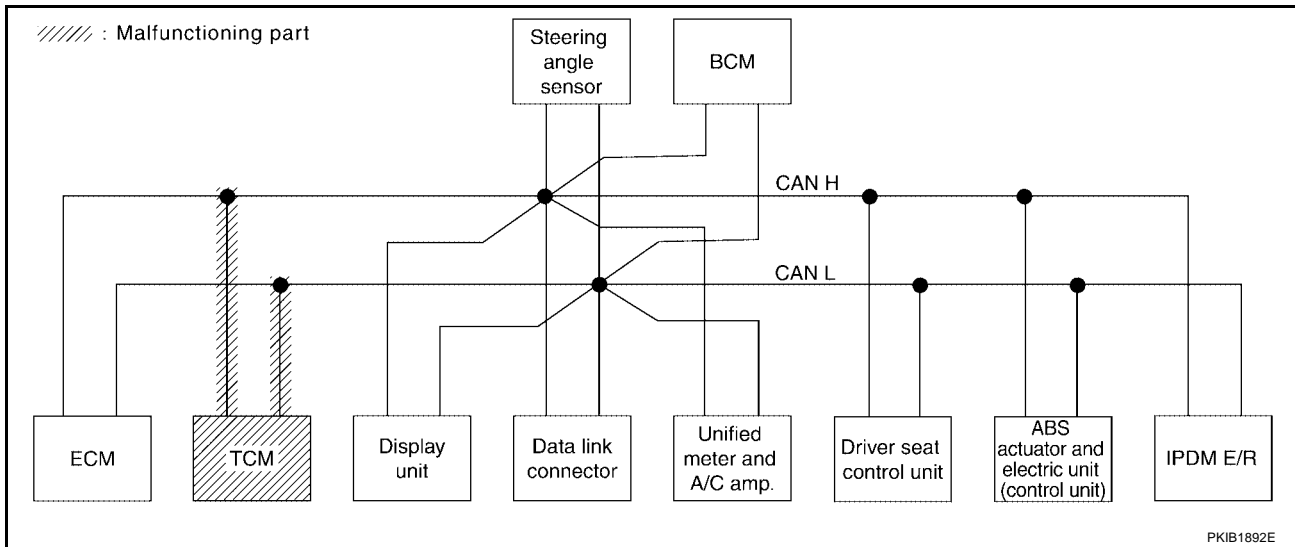 : Malfunctioning part
Steering
angle
sensor
BCM
CAN H
CAN L
ECM
TCM
Display
unit
Data link
connector
Unified
meter and
A/C amp.
Driver seat
control unit
ABS
actuator and
electric unit
(control unit)
IPDM E/R
PKIB1892E